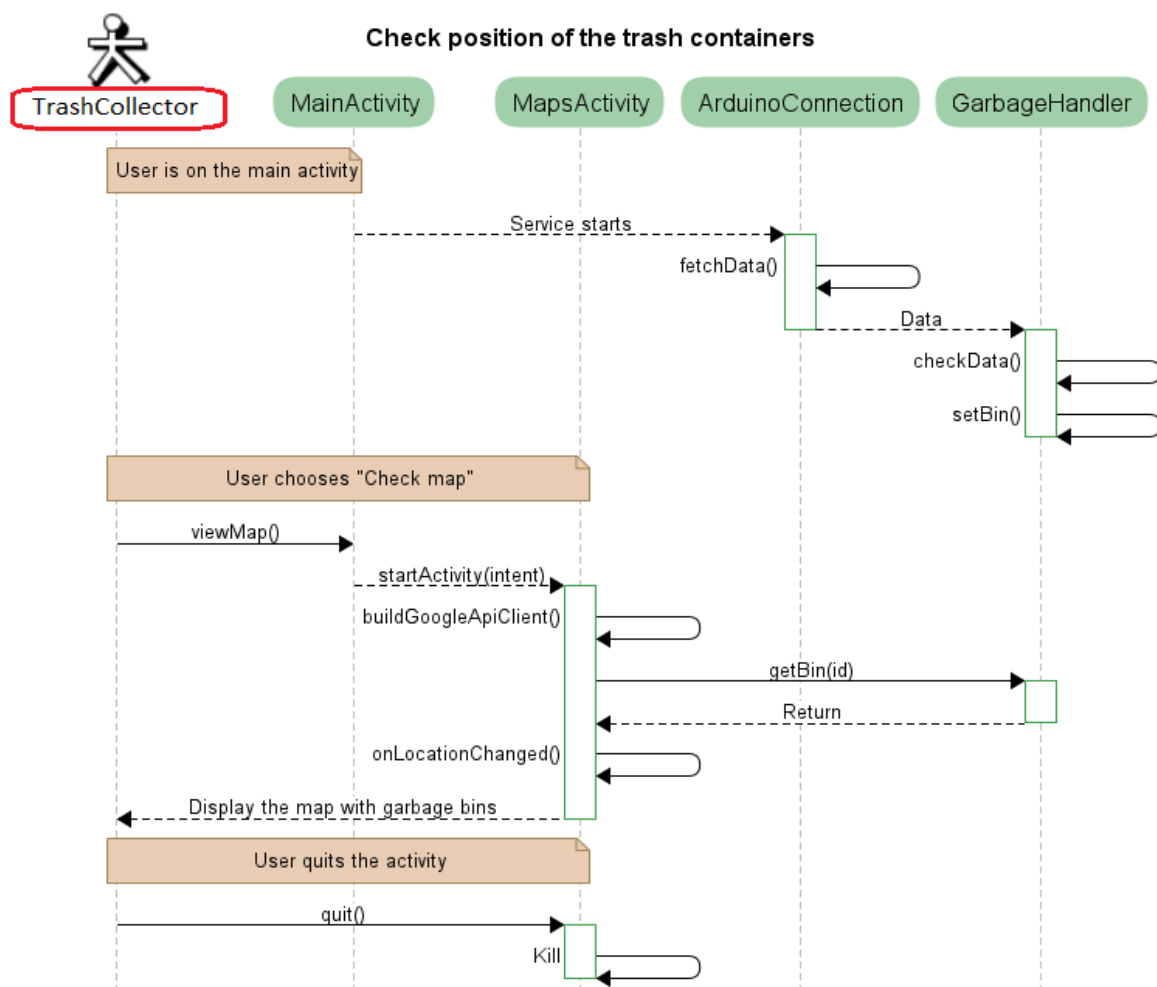 Check position of the trash containers
TrashCollector
MainActivity
MapsActivity
ArduinoConnection
GarbageHandler
User is on the main activity
Service starts
fetchData()
Data
checkData()
setBin()
User chooses "Check map"
viewMap()
startActivity(intent)
buildGoogleApiClient()
getBin(id)
Return
onLocationChanged()
Display the map with garbage bins
User quits the activity
quit()
Kill